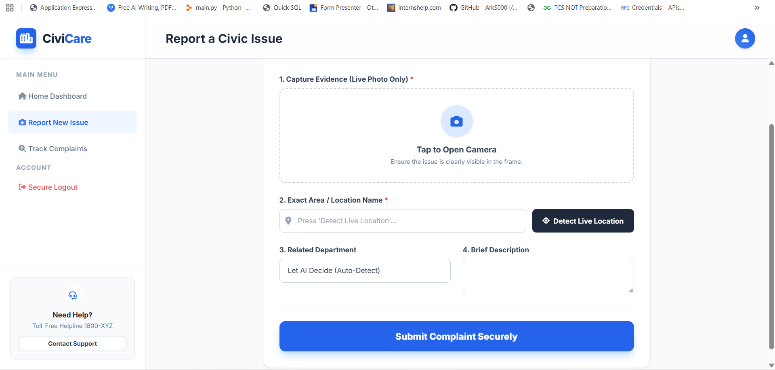 Application Express...
Free AI Writing, PDF...
main.py - Python -...
Quick SQL
Form Presenter - Ot...
internshelp.com
GitHub - Ark5000 l/...
TCS NQT Preparatio...
Credentials – APIs...
»
CiviCare
Report a Civic Issue
MAIN MENU
Home Dashboard
Report New Issue
Track Complaints
ACCOUNT
Secure Logout
Need Help?
Toll-Free Helpline 1800-XYZ
Contact Support
1. Capture Evidence (Live Photo Only) *
Tap to Open Camera
Ensure the issue is clearly visible in the frame.
2. Exact Area / Location Name *
Press 'Detect Live Location'...
Detect Live Location
3. Related Department
4. Brief Description
Let AI Decide (Auto-Detect)
Submit Complaint Securely